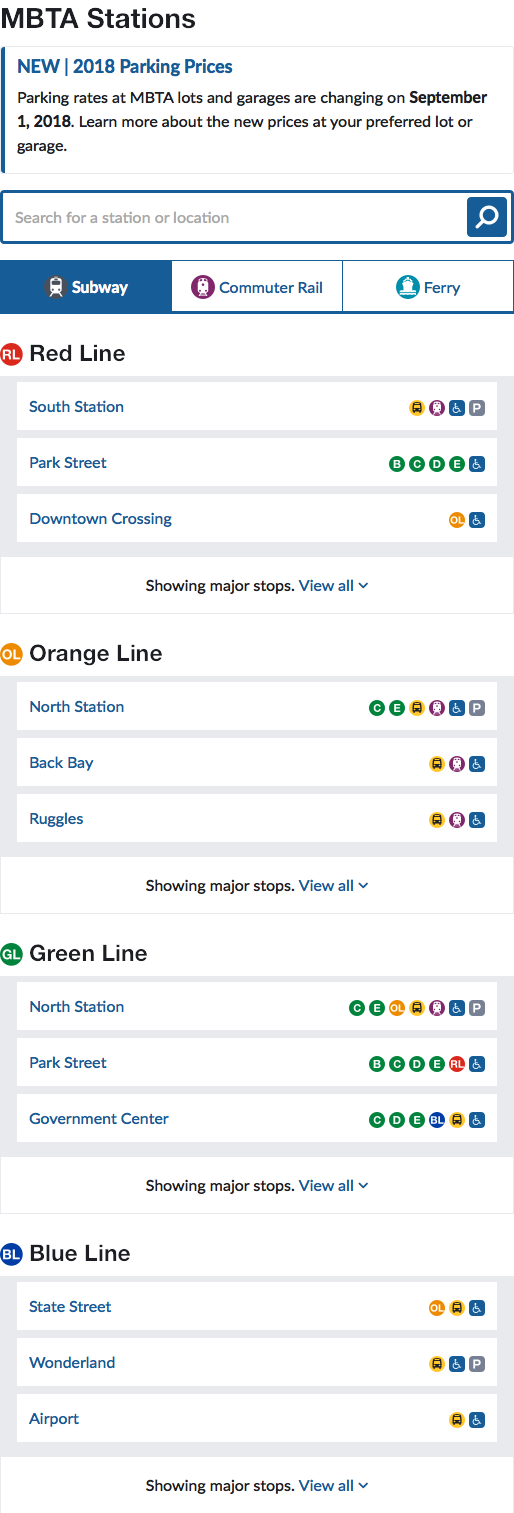 MBTA Stations
NEW | 2018 Parking Prices
Parking rates at MBTA lots and garages are changing on September
1, 2018. Learn more about the new prices at your preferred lot or
garage.
Search for a station or location
Subway Commuter Rail Ferry
RL Red Line
South Station P
Park Street B C D E
Downtown Crossing OL
Showing major stops. View all
OL Orange Line
North Station C E P
Back Bay
Ruggles
Showing major stops. View all
GL Green Line
North Station C E OL P
Park Street B C D E RL
Government Center C D E BL
Showing major stops. View all
BL Blue Line
State Street OL
Wonderland P
Airport
Showing major stops. View all